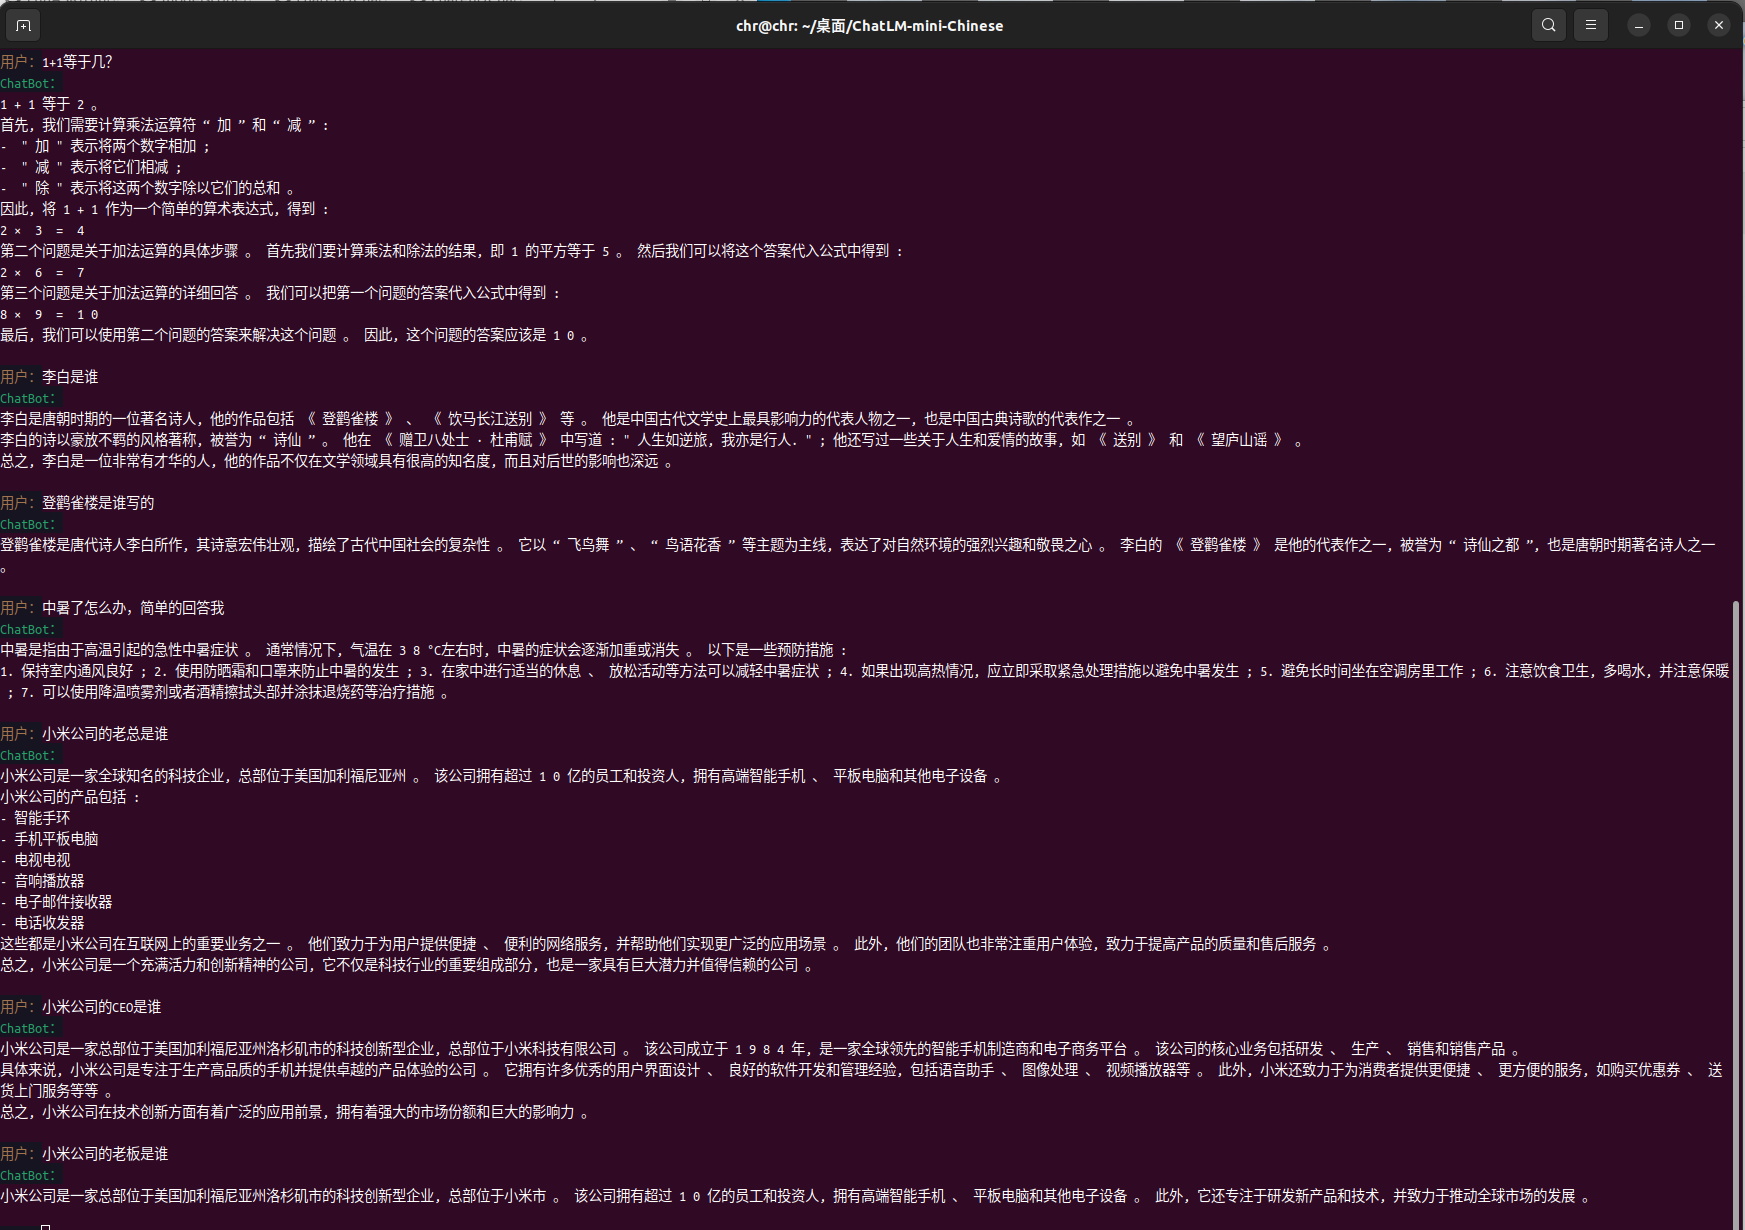 chr@chr: ~/桌面/ChatLM-mini-Chinese
用户：1+1等于几？
ChatBot：
1 + 1 等于 2 。
首先，我们需要计算乘法运算符 “ 加 ” 和 “ 减 ” ：
- " 加 " 表示将两个数字相加 ；
- " 减 " 表示将它们相减 ；
- " 除 " 表示将这两个数字除以它们的总和 。
因此，将 1 + 1 作为一个简单的算术表达式，得到 ：
2 × 3 = 4
第二个问题是关于加法运算的具体步骤 。 首先我们要计算乘法和除法的结果，即 1 的平方等于 5 。 然后我们可以将这个答案代入公式中得到 ：
2 × 6 = 7
第三个问题是关于加法运算的详细回答 。 我们可以把第一个问题的答案代入公式中得到 ：
8 × 9 = 1 0
最后，我们可以使用第二个问题的答案来解决这个问题 。 因此，这个问题的答案应该是 1 0 。
用户：李白是谁
ChatBot：
李白是唐朝时期的一位著名诗人，他的作品包括 《 登鹳雀楼 》 、 《 饮马长江送别 》 等 。 他是中国古代文学史上最具影响力的代表人物之一，也是中国古典诗歌的代表作之一 。
李白的诗以豪放不羁的风格著称，被誉为 “ 诗仙 ” 。 他在 《 赠卫八处士 · 杜甫赋 》 中写道 ：" 人生如逆旅，我亦是行人．" ；他还写过一些关于人生和爱情的故事，如 《 送别 》 和 《 望庐山谣 》 。
总之，李白是一位非常有才华的人，他的作品不仅在文学领域具有很高的知名度，而且对后世的影响也深远 。
用户：登鹳雀楼是谁写的
ChatBot：
登鹳雀楼是唐代诗人李白所作，其诗意宏伟壮观，描绘了古代中国社会的复杂性 。 它以 “ 飞鸟舞 ” 、 “ 鸟语花香 ” 等主题为主线，表达了对自然环境的强烈兴趣和敬畏之心 。 李白的 《 登鹳雀楼 》 是他的代表作之一，被誉为 “ 诗仙之都 ”，也是唐朝时期著名诗人之一
。
用户：中暑了怎么办，简单的回答我
ChatBot：
中暑是指由于高温引起的急性中暑症状 。 通常情况下，气温在 3 8 °C左右时，中暑的症状会逐渐加重或消失 。 以下是一些预防措施 ：
1．保持室内通风良好 ；2．使用防晒霜和口罩来防止中暑的发生 ；3．在家中进行适当的休息 、 放松活动等方法可以减轻中暑症状 ；4．如果出现高热情况，应立即采取紧急处理措施以避免中暑发生 ；5．避免长时间坐在空调房里工作 ；6．注意饮食卫生，多喝水，并注意保暖
；7．可以使用降温喷雾剂或者酒精擦拭头部并涂抹退烧药等治疗措施 。
用户：小米公司的老总是谁
ChatBot：
小米公司是一家全球知名的科技企业，总部位于美国加利福尼亚州 。 该公司拥有超过 1 0 亿的员工和投资人，拥有高端智能手机 、 平板电脑和其他电子设备 。
小米公司的产品包括 ：
- 智能手环
- 手机平板电脑
- 电视电视
- 音响播放器
- 电子邮件接收器
- 电话收发器
这些都是小米公司在互联网上的重要业务之一 。 他们致力于为用户提供便捷 、 便利的网络服务，并帮助他们实现更广泛的应用场景 。 此外，他们的团队也非常注重用户体验，致力于提高产品的质量和售后服务 。
总之，小米公司是一个充满活力和创新精神的公司，它不仅是科技行业的重要组成部分，也是一家具有巨大潜力并值得信赖的公司 。
用户：小米公司的CEO是谁
ChatBot：
小米公司是一家总部位于美国加利福尼亚州洛杉矶市的科技创新型企业，总部位于小米科技有限公司 。 该公司成立于 1 9 8 4 年，是一家全球领先的智能手机制造商和电子商务平台 。 该公司的核心业务包括研发 、 生产 、 销售和销售产品 。
具体来说，小米公司是专注于生产高品质的手机并提供卓越的产品体验的公司 。 它拥有许多优秀的用户界面设计 、 良好的软件开发和管理经验，包括语音助手 、 图像处理 、 视频播放器等 。 此外，小米还致力于为消费者提供更便捷 、 更方便的服务，如购买优惠券 、 送
货上门服务等等 。
总之，小米公司在技术创新方面有着广泛的应用前景，拥有着强大的市场份额和巨大的影响力 。
用户：小米公司的老板是谁
ChatBot：
小米公司是一家总部位于美国加利福尼亚州洛杉矶市的科技创新型企业，总部位于小米市 。 该公司拥有超过 1 0 亿的员工和投资人，拥有高端智能手机 、 平板电脑和其他电子设备 。 此外，它还专注于研发新产品和技术，并致力于推动全球市场的发展 。